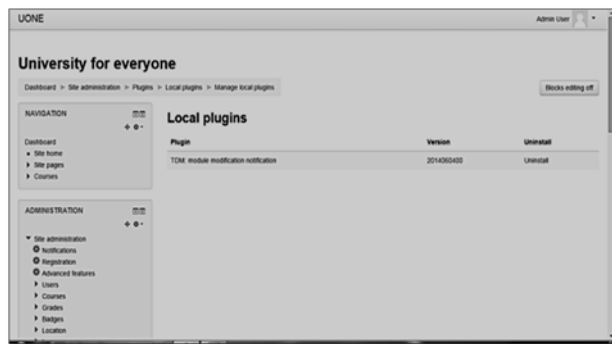 UONE
Admin User
University for everyone
Dashboard > Site administration > Plugins > Local plugins > Manage local plugins
Blocks editing off
NAVIGATION
Dashboard
Site home
Site pages
Courses
ADMINISTRATION
Site administration
Notifications
Registration
Advanced features
Users
Courses
Grades
Badges
Location
Local plugins
Plugin Version Uninstall
TDM: module modification notification 2014060400 Uninstall